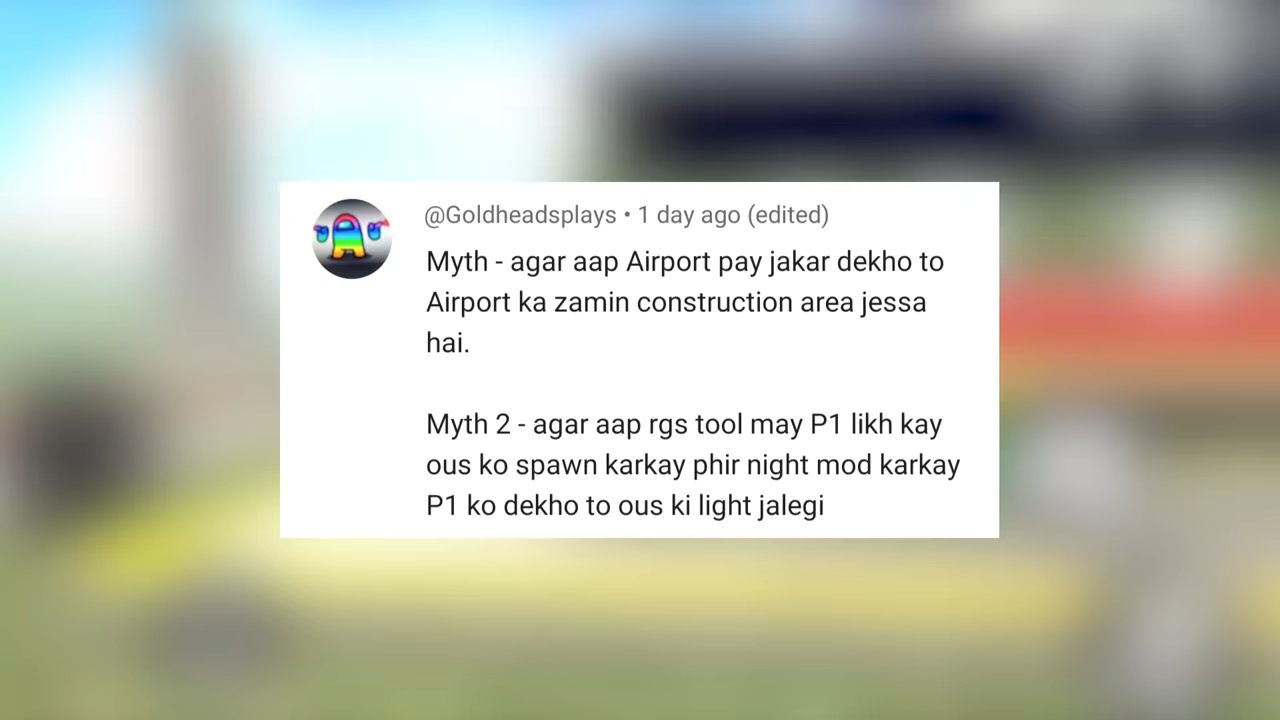 @Goldheadsplays • 1 day ago (edited)
Myth - agar aap Airport pay jakar dekho to
Airport ka zamin construction area jessa
hai.
Myth 2 - agar aap rgs tool may P1 likh kay
ous ko spawn karkay phir night mod karkay
P1 ko dekho to ous ki light jalegi